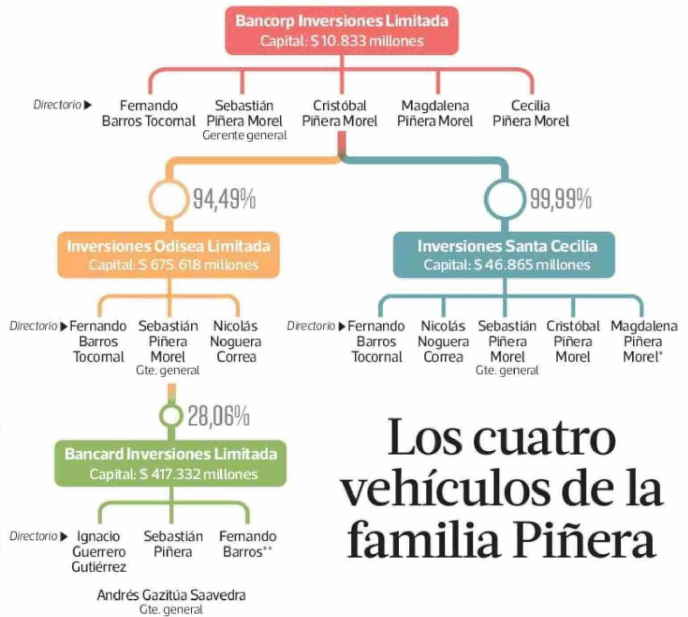 Bancorp Inversiones Limitada
Capital: $ 10.833 millones
Directorio ▶
Fernando
Barros Tocornal
Sebastián
Piñera Morel
Gerente general
Cristóbal
Piñera Morel
Magdalena
Piñera Morel
Cecilia
Piñera Morel
94,49%
Inversiones Odisea Limitada
Capital: $ 675.618 millones
Directorio ▶
Fernando
Barros
Tocornal
Sebastián
Piñera
Morel
Gte. general
Nicolás
Noguera
Correa
99,99%
Inversiones Santa Cecilia
Capital: $ 46.865 millones
Directorio ▶
Fernando
Barros
Tocornal
Nicolás
Noguera
Correa
Sebastián
Piñera
Morel
Gte. general
Cristóbal
Piñera
Morel
Magdalena
Piñera
Morel*
28,06%
Bancard Inversiones Limitada
Capital: $ 417.332 millones
Directorio ▶
Ignacio
Guerrero
Gutiérrez
Sebastián
Piñera
Fernando
Barros**
Andrés Gazitúa Saavedra
Gte. general
Los cuatro
vehículos de la
familia Piñera